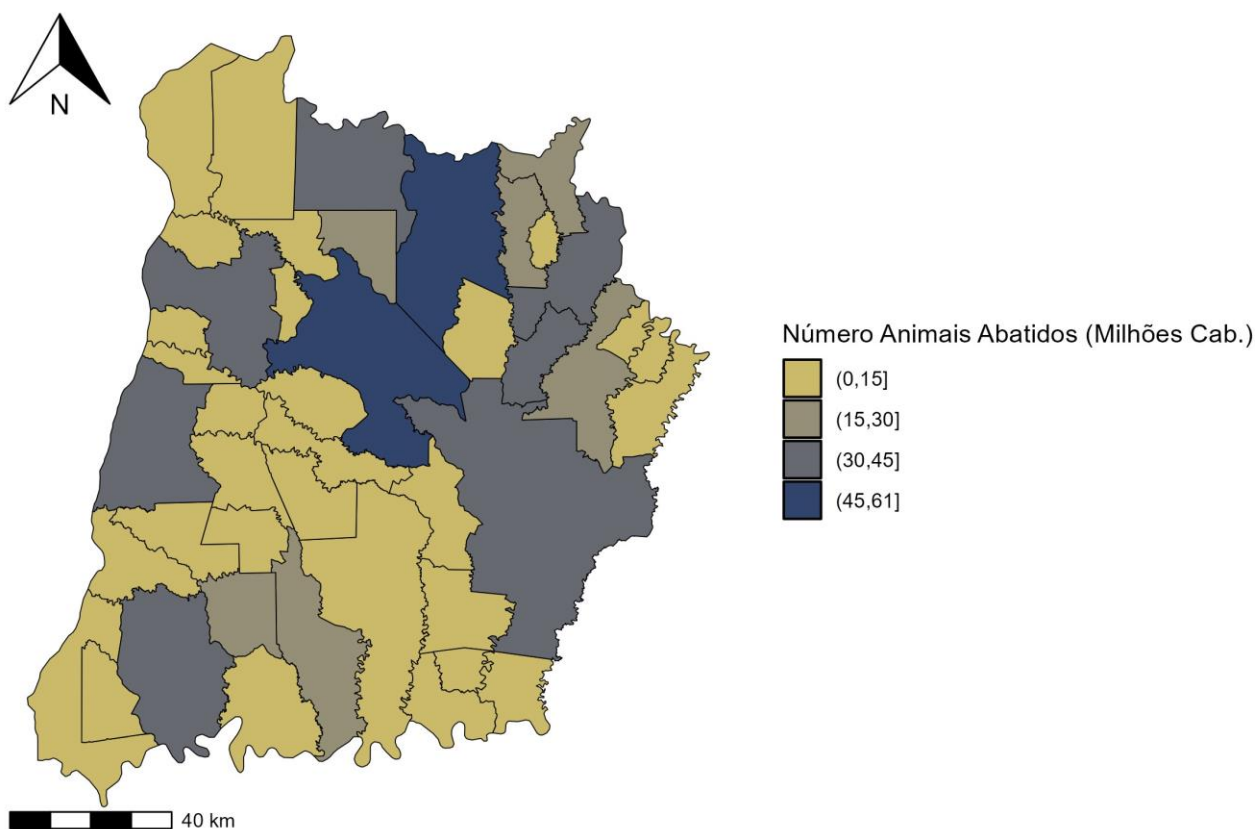 N
Número Animais Abatidos (Milhões Cab.)
(0,15]
(15,30]
(30,45]
(45,61]
40 km